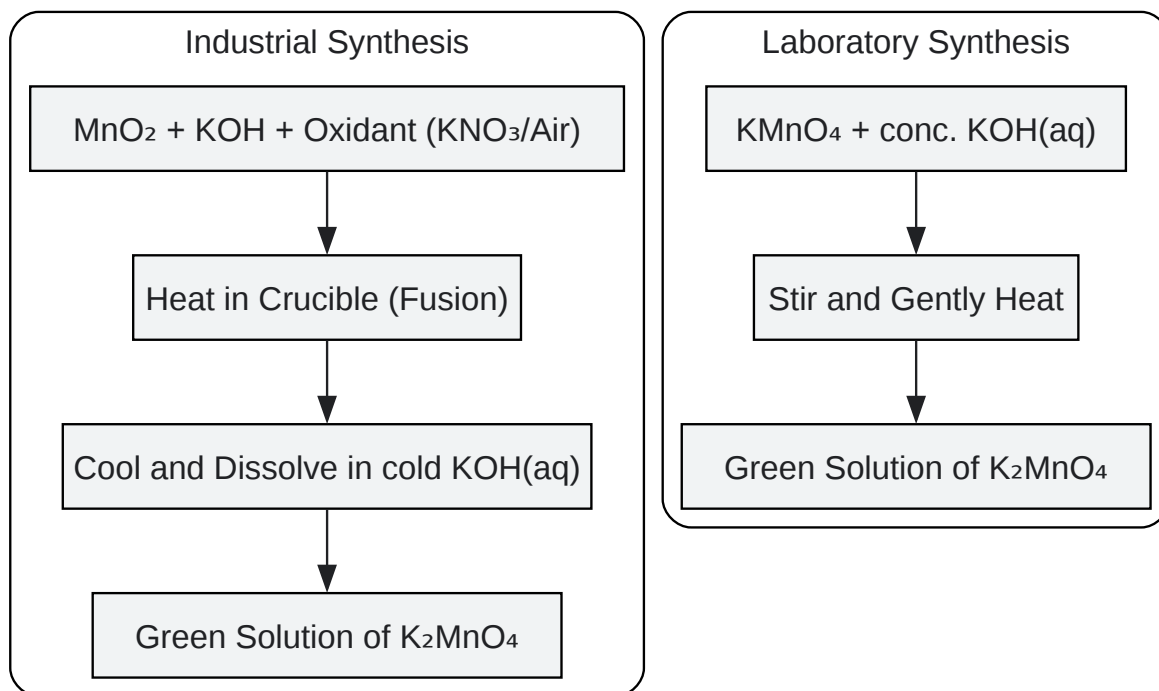 Industrial Synthesis
MnO₂ + KOH + Oxidant (KNO₃/Air)
Heat in Crucible (Fusion)
Cool and Dissolve in cold KOH(aq)
Green Solution of K₂MnO₄
Laboratory Synthesis
KMnO₄ + conc. KOH(aq)
Stir and Gently Heat
Green Solution of K₂MnO₄